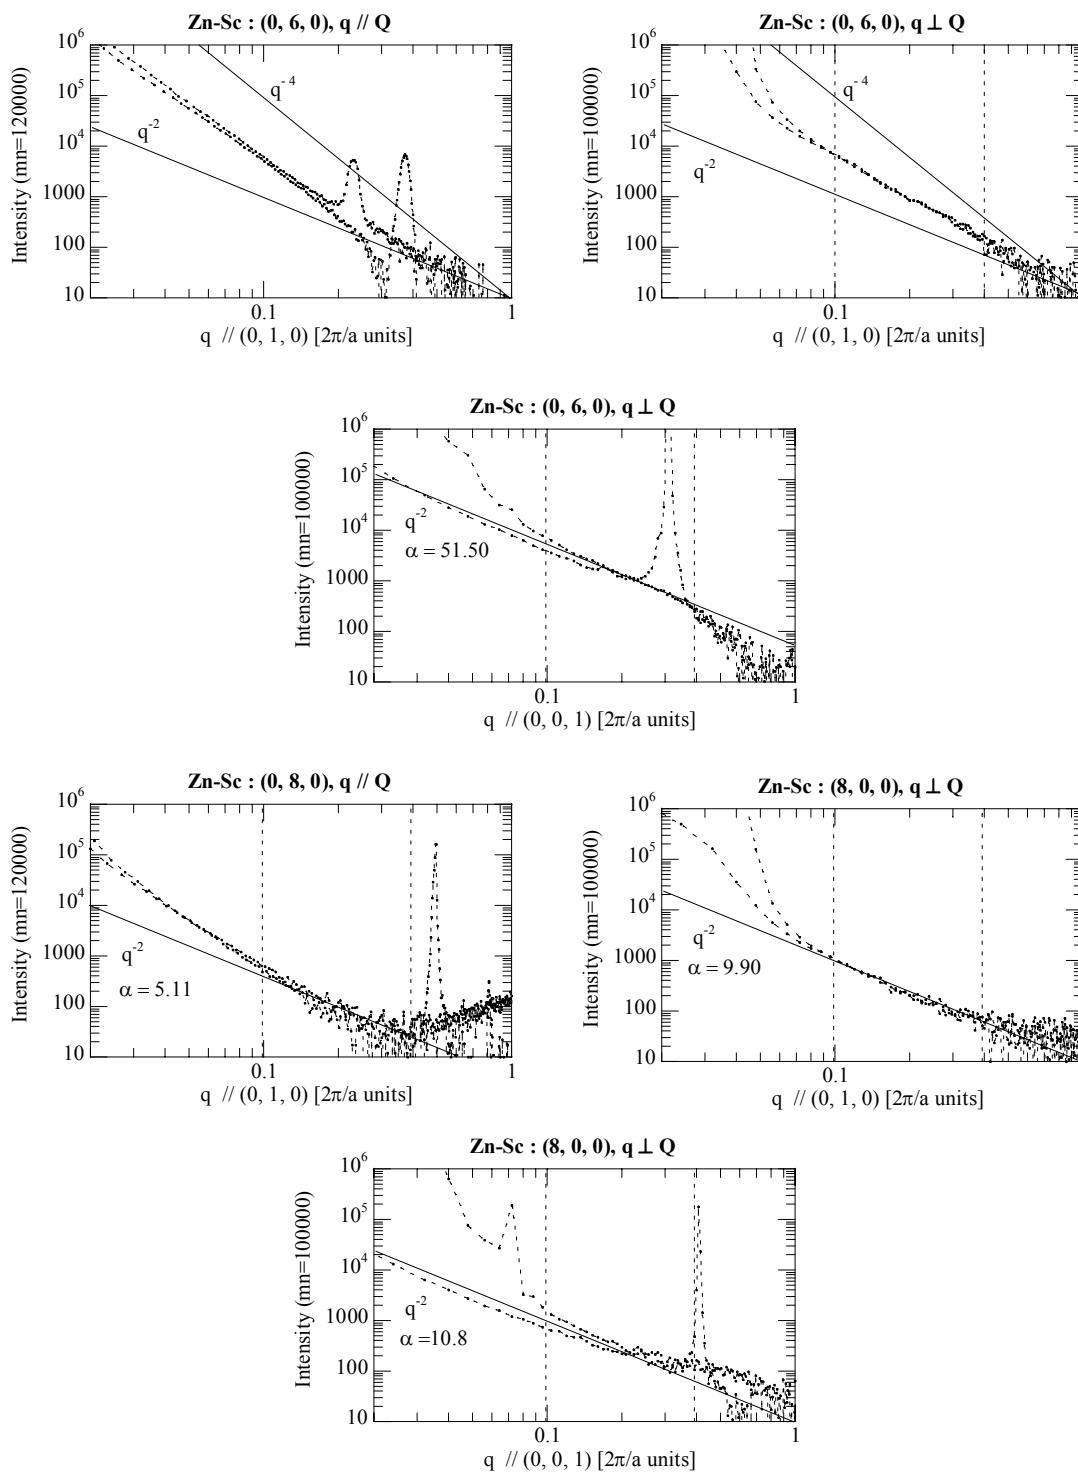 Zn-Sc : (0, 6, 0), q // Q
10^6
10^5
10^4
1000
100
10
Intensity (mn=120000)
q^-4
q^-2
0.1
1
q // (0, 1, 0) [2π/a units]
Zn-Sc : (0, 6, 0), q ⊥ Q
10^6
10^5
10^4
1000
100
10
Intensity (mn=100000)
q^-4
q^-2
0.1
q // (0, 1, 0) [2π/a units]
Zn-Sc : (0, 6, 0), q ⊥ Q
10^6
10^5
10^4
1000
100
10
Intensity (mn=100000)
q^-2
α = 51.50
0.1
1
q // (0, 0, 1) [2π/a units]
Zn-Sc : (0, 8, 0), q // Q
10^6
10^5
10^4
1000
100
10
Intensity (mn=120000)
q^-2
α = 5.11
0.1
1
q // (0, 1, 0) [2π/a units]
Zn-Sc : (8, 0, 0), q ⊥ Q
10^6
10^5
10^4
1000
100
10
Intensity (mn=100000)
q^-2
α = 9.90
0.1
q // (0, 1, 0) [2π/a units]
Zn-Sc : (8, 0, 0), q ⊥ Q
10^6
10^5
10^4
1000
100
10
Intensity (mn=100000)
q^-2
α =10.8
0.1
1
q // (0, 0, 1) [2π/a units]